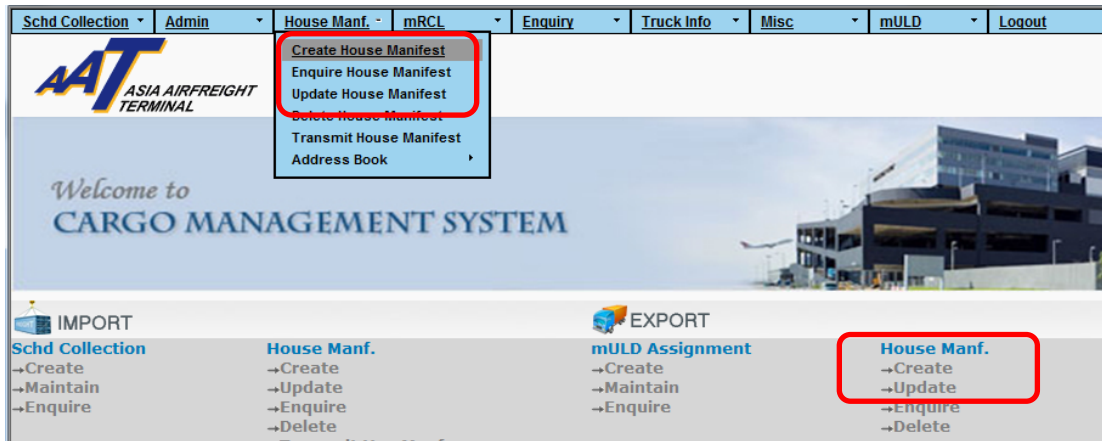 Schd Collection Admin House Manf. mRCL Enquiry Truck Info Misc mULD Logout
Create House Manifest
Enquire House Manifest
Update House Manifest
Delete House Manifest
Transmit House Manifest
Address Book
AAT ASIA AIRFREIGHT
TERMINAL
Welcome to
CARGO MANAGEMENT SYSTEM
IMPORT EXPORT
Schd Collection House Manf. mULD Assignment House Manf.
→Create →Create →Create →Create
→Maintain →Update →Maintain →Update
→Enquire →Enquire →Enquire →Enquire
→Delete →Delete